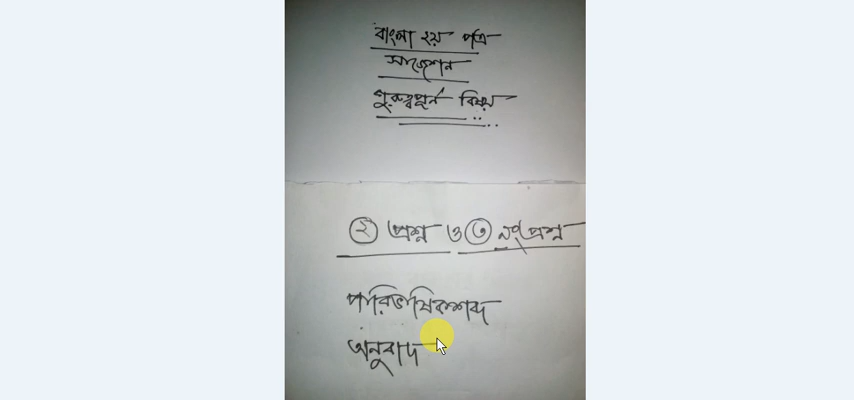 বাংলা ২য় পত্র
সাজেশন
গুরুত্বপূর্ন বিষয়
২ প্রশ্ন ও ৩ নং প্রশ্ন
পারিভাষিক শব্দ
অনুবাদ